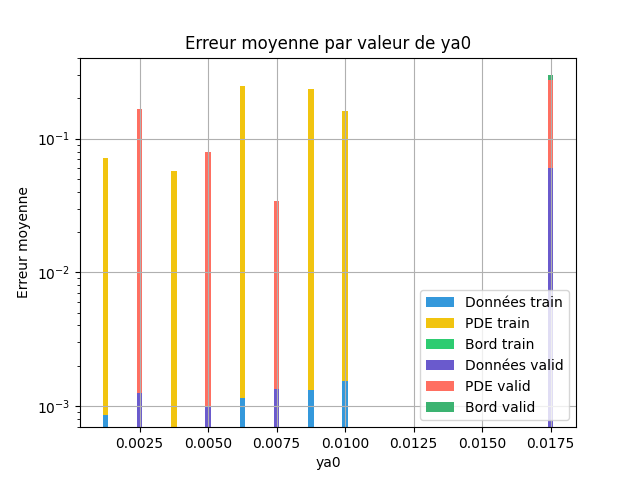 Erreur moyenne par valeur de ya0
Erreur moyenne
10⁻¹
10⁻²
10⁻³
Données train
PDE train
Bord train
Données valid
PDE valid
Bord valid
0.0025 0.0050 0.0075 0.0100 0.0125 0.0150 0.0175
ya0